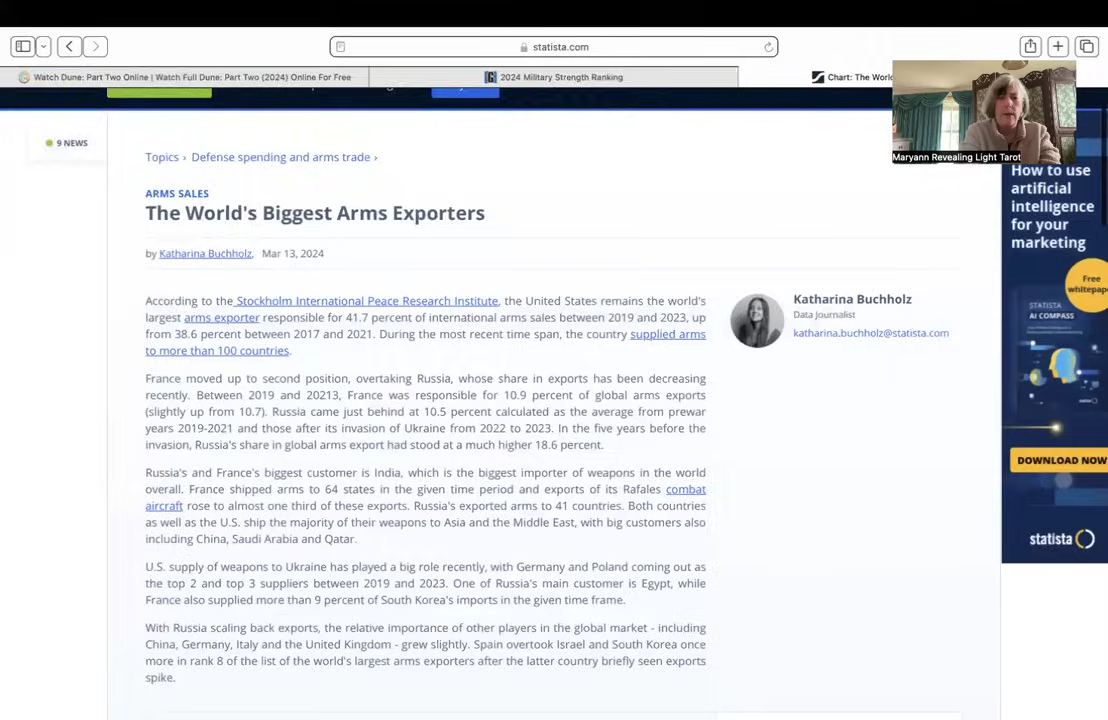 statista.com
Watch Dune: Part Two Online | Watch Full Dune: Part Two (2024) Online For Free
2024 Military Strength Ranking
Chart: The World
Maryann Revealing Light Tarot
9 NEWS
Topics › Defense spending and arms trade ›
ARMS SALES
The World's Biggest Arms Exporters
by Katharina Buchholz, Mar 13, 2024
According to the Stockholm International Peace Research Institute, the United States remains the world's
largest arms exporter responsible for 41.7 percent of international arms sales between 2019 and 2023, up
from 38.6 percent between 2017 and 2021. During the most recent time span, the country supplied arms
to more than 100 countries.
France moved up to second position, overtaking Russia, whose share in exports has been decreasing
recently. Between 2019 and 20213, France was responsible for 10.9 percent of global arms exports
(slightly up from 10.7). Russia came just behind at 10.5 percent calculated as the average from prewar
years 2019-2021 and those after its invasion of Ukraine from 2022 to 2023. In the five years before the
invasion, Russia's share in global arms export had stood at a much higher 18.6 percent.
Russia's and France's biggest customer is India, which is the biggest importer of weapons in the world
overall. France shipped arms to 64 states in the given time period and exports of its Rafales combat
aircraft rose to almost one third of these exports. Russia's exported arms to 41 countries. Both countries
as well as the U.S. ship the majority of their weapons to Asia and the Middle East, with big customers also
including China, Saudi Arabia and Qatar.
U.S. supply of weapons to Ukraine has played a big role recently, with Germany and Poland coming out as
the top 2 and top 3 suppliers between 2019 and 2023. One of Russia's main customer is Egypt, while
France also supplied more than 9 percent of South Korea's imports in the given time frame.
With Russia scaling back exports, the relative importance of other players in the global market - including
China, Germany, Italy and the United Kingdom - grew slightly. Spain overtook Israel and South Korea once
more in rank 8 of the list of the world's largest arms exporters after the latter country briefly seen exports
spike.
Katharina Buchholz
Data Journalist
katharina.buchholz@statista.com
How to use
artificial
intelligence
for your
marketing
Free
whitepape
STATISTA
AI COMPASS
DOWNLOAD NOW
statista